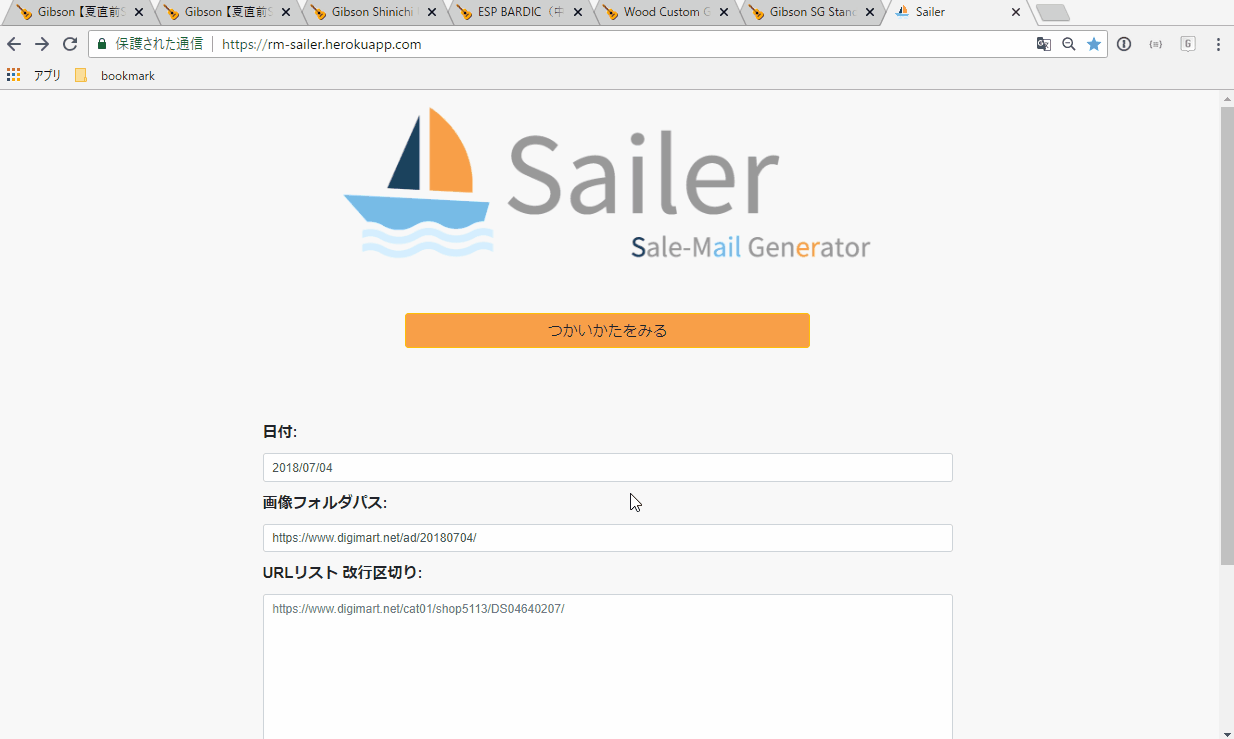 Gibson 【夏直前S
Gibson 【夏直前S
Gibson Shinichi
ESP BARDIC（中
Wood Custom G
Gibson SG Stand
Sailer
保護された通信
https://rm-sailer.herokuapp.com
G
アプリ
bookmark
Sailer
Sale-Mail Generator
つかいかたをみる
日付:
2018/07/04
画像フォルダパス:
https://www.digimart.net/ad/20180704/
URLリスト 改行区切り:
https://www.digimart.net/cat01/shop5113/DS04640207/